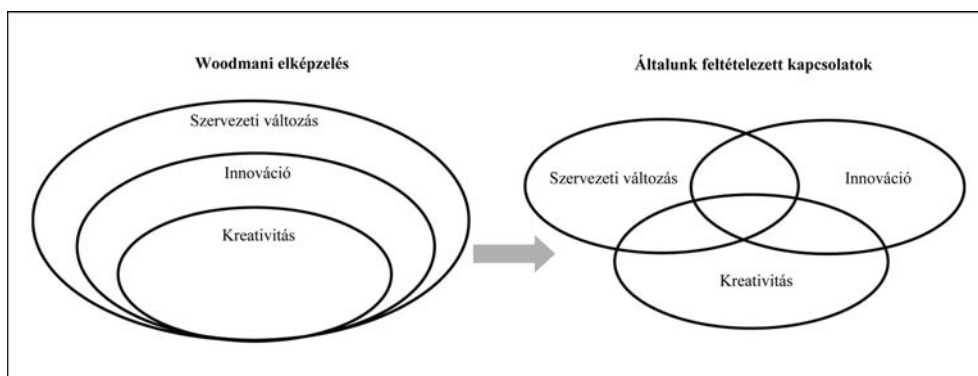 Woodmani elképzelés
Szervezeti változás
Innováció
Kreativitás
Általunk feltételezett kapcsolatok
Szervezeti változás
Innováció
Kreativitás